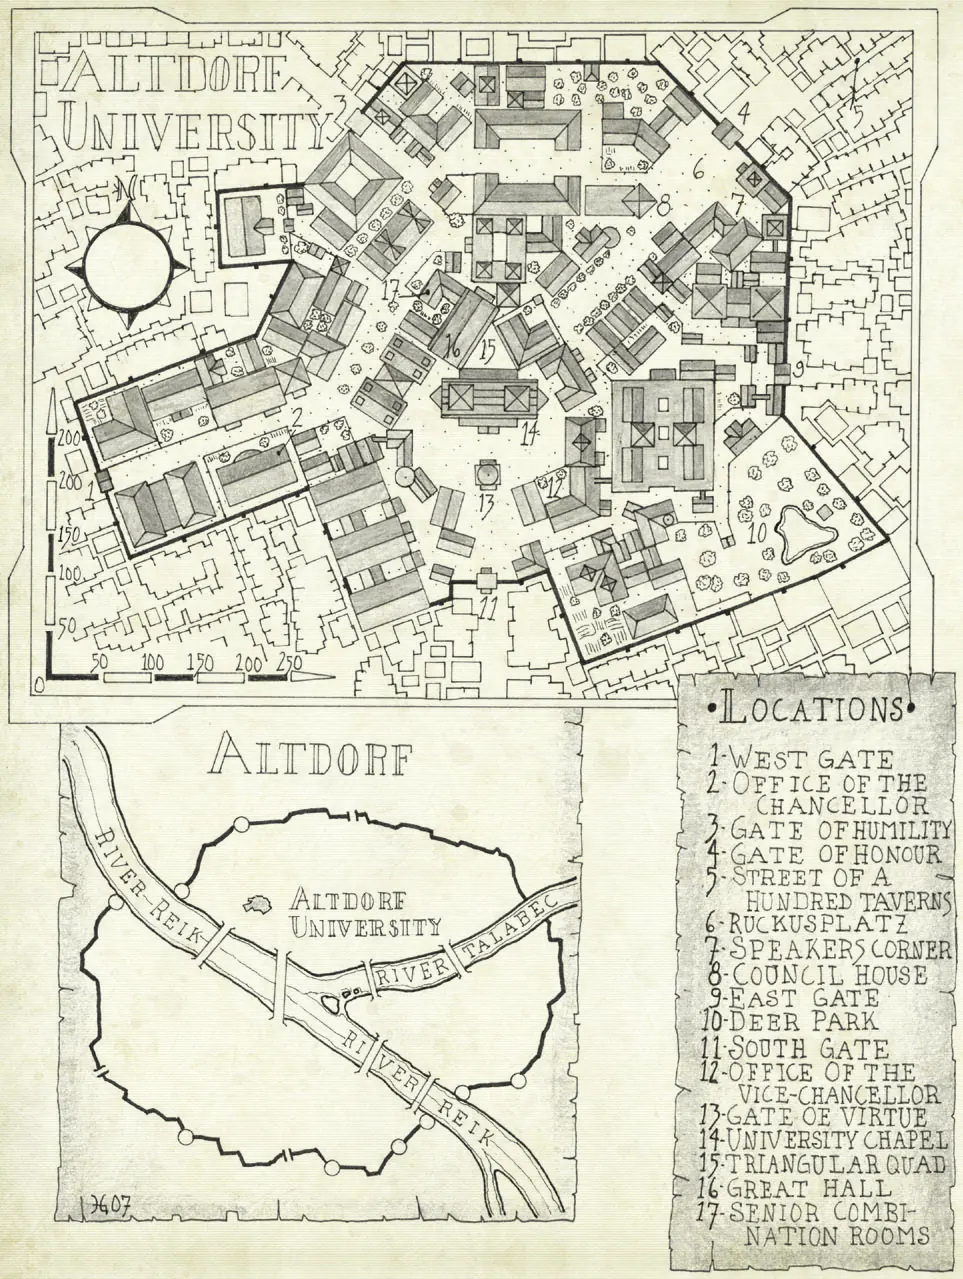 ALTDORF
UNIVERSITY
N
3
4
5
6
7
8
17
16
15
9
14
2
1
13
12
10
11
200
200
150
100
50
0
50
100
150
200
250
ALTDORF
RIVER-REIK
ALTDORF
UNIVERSITY
RIVER TALABEC
RIVER REIK
07
•LOCATIONS•
1-WEST GATE
2-OFFICE OF THE
CHANCELLOR
3-GATE OF HUMILITY
4-GATE OF HONOUR
5-STREET OF A
HUNDRED TAVERNS
6-RUCKUSPLATZ
7-SPEAKERS CORNER
8-COUNCIL HOUSE
9-EAST GATE
10-DEER PARK
11-SOUTH GATE
12-OFFICE OF THE
VICE-CHANCELLOR
13-GATE OF VIRTUE
14-UNIVERSITY CHAPEL
15-TRIANGULAR QUAD
16-GREAT HALL
17-SENIOR COMBI-
NATION ROOMS